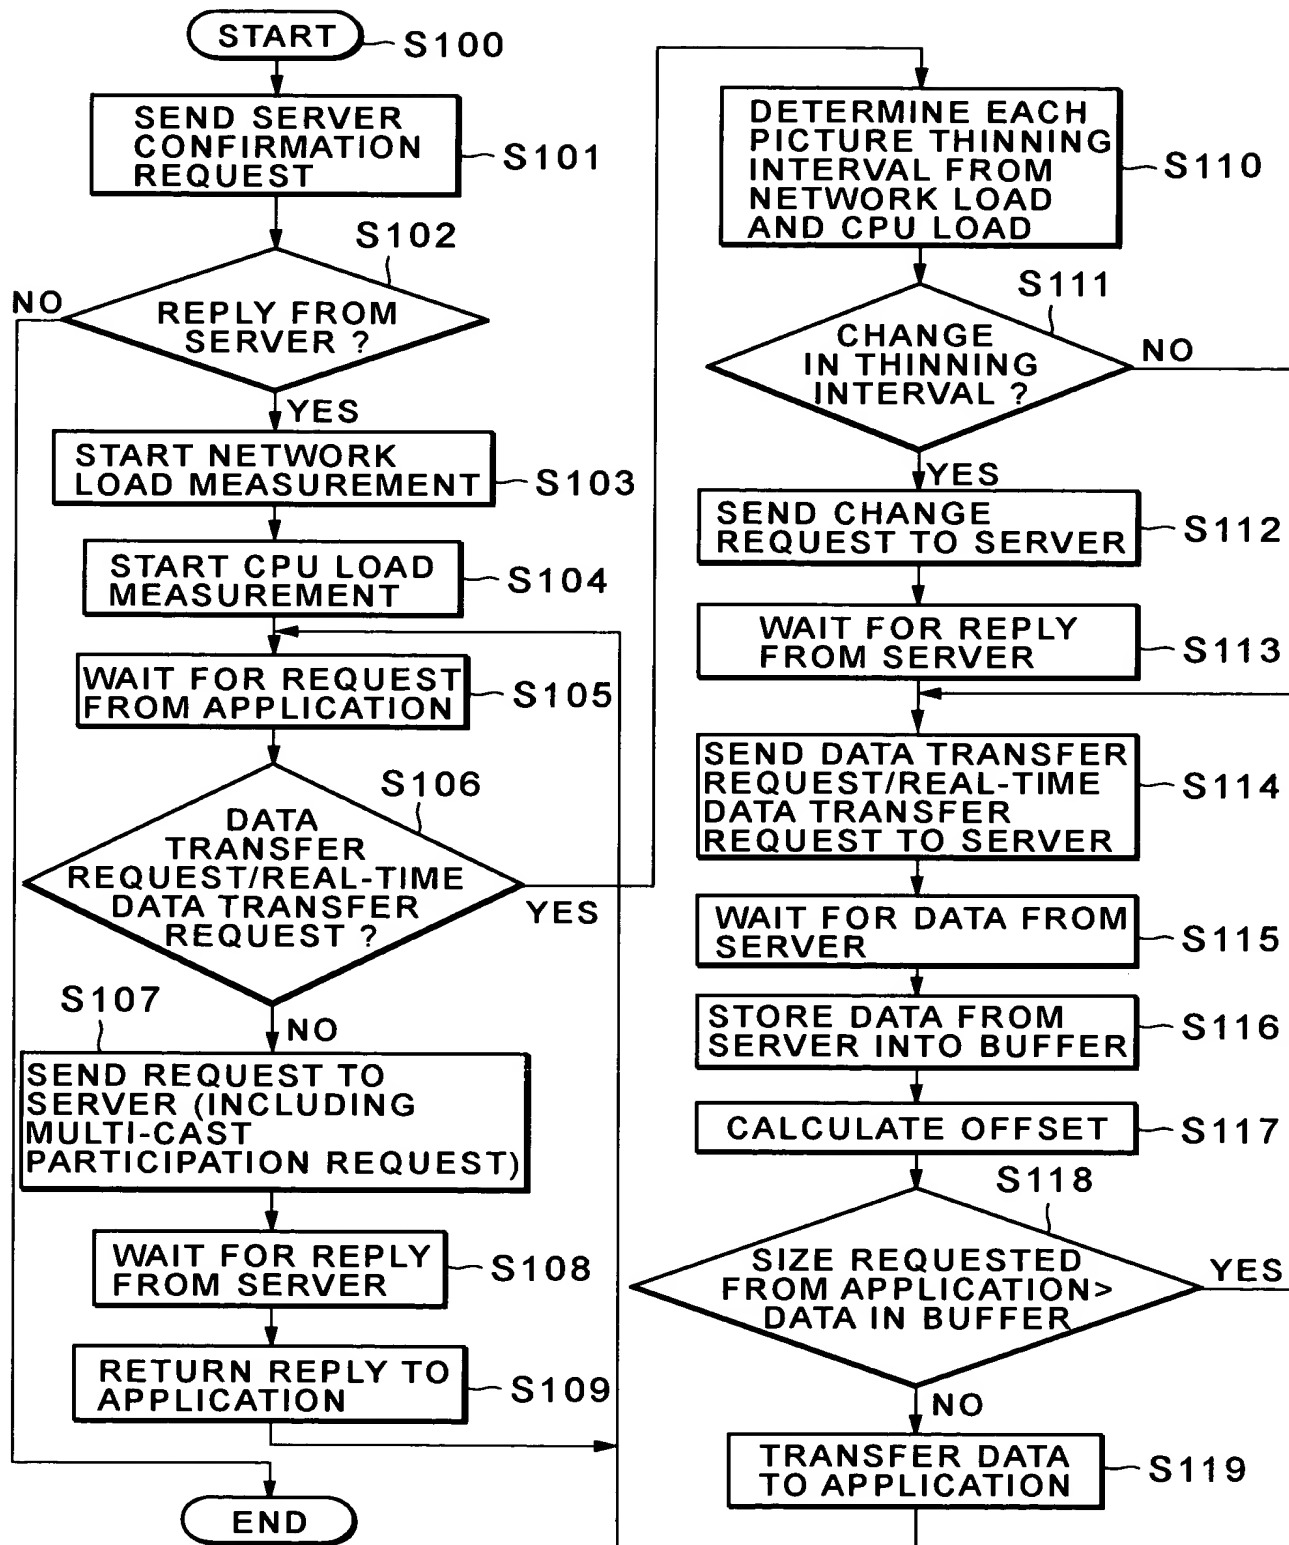 START
S100
SEND SERVER
CONFIRMATION
REQUEST
S101
S102
NO
REPLY FROM
SERVER ?
YES
START NETWORK
LOAD MEASUREMENT
S103
START CPU LOAD
MEASUREMENT
S104
WAIT FOR REQUEST
FROM APPLICATION
S105
S106
DATA
TRANSFER
REQUEST/REAL-TIME
DATA TRANSFER
REQUEST ?
YES
NO
S107
SEND REQUEST TO
SERVER (INCLUDING
MULTI-CAST
PARTICIPATION REQUEST)
WAIT FOR REPLY
FROM SERVER
S108
RETURN REPLY TO
APPLICATION
S109
END
DETERMINE EACH
PICTURE THINNING
INTERVAL FROM
NETWORK LOAD
AND CPU LOAD
S110
S111
CHANGE
IN THINNING
INTERVAL ?
NO
YES
SEND CHANGE
REQUEST TO SERVER
S112
WAIT FOR REPLY
FROM SERVER
S113
SEND DATA TRANSFER
REQUEST/REAL-TIME
DATA TRANSFER
REQUEST TO SERVER
S114
WAIT FOR DATA FROM
SERVER
S115
STORE DATA FROM
SERVER INTO BUFFER
S116
CALCULATE OFFSET
S117
S118
SIZE REQUESTED
FROM APPLICATION>
DATA IN BUFFER
YES
NO
TRANSFER DATA
TO APPLICATION
S119